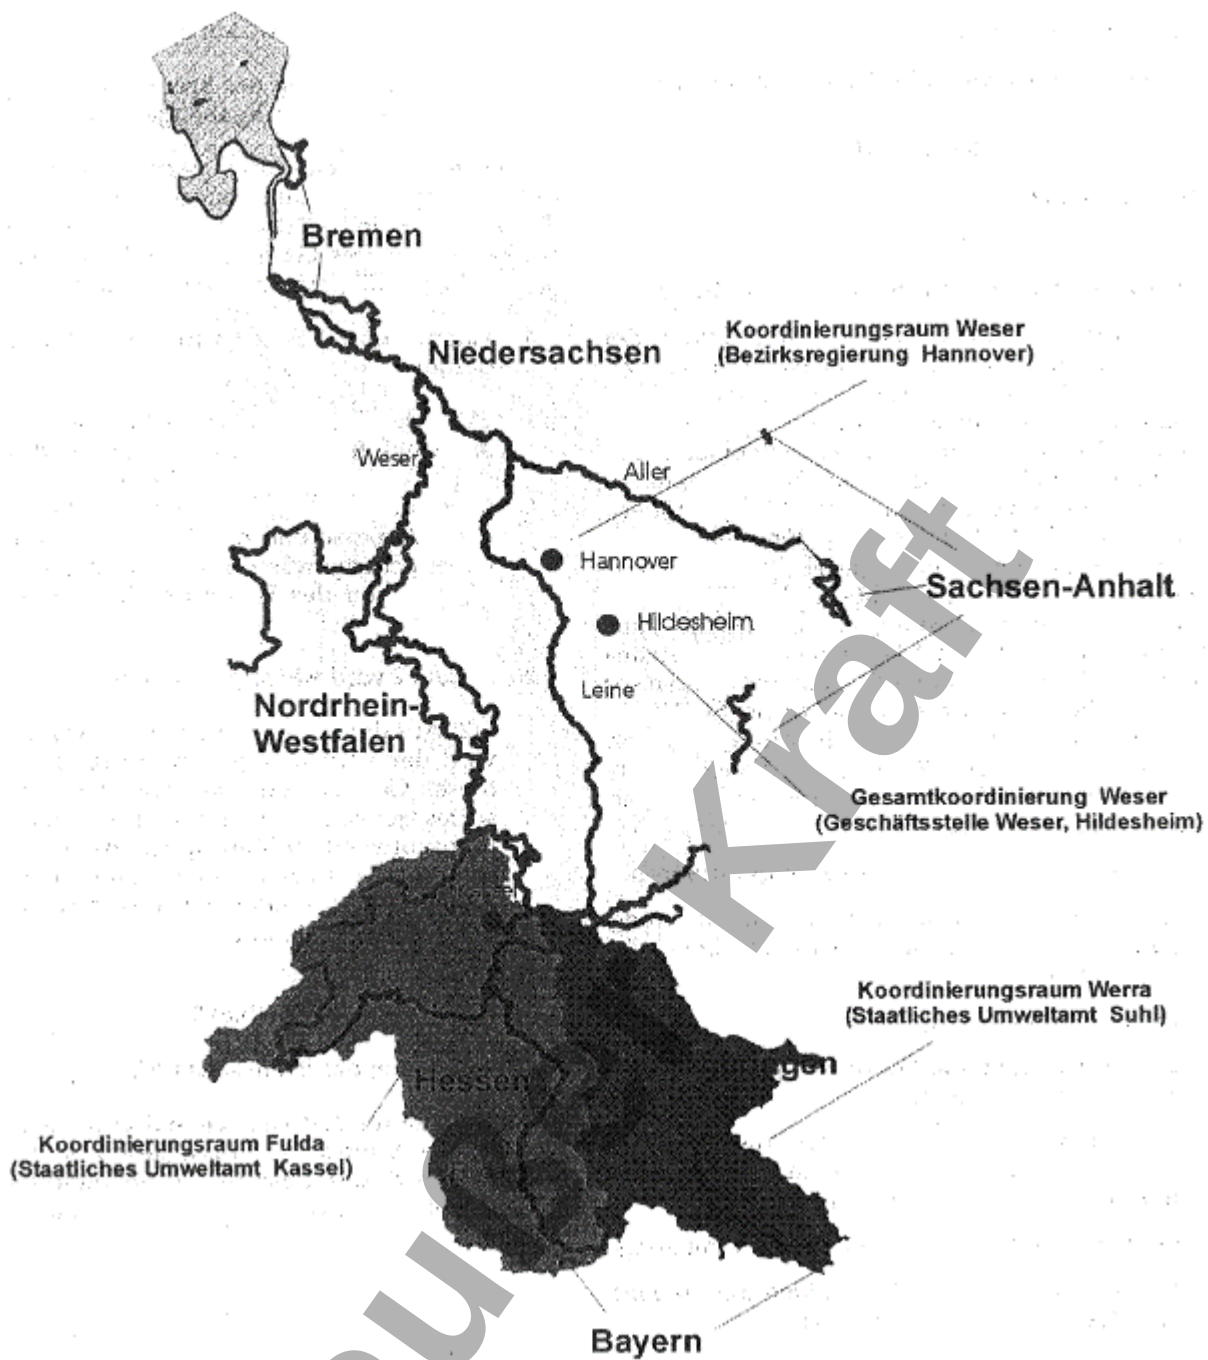 Bremen
Niedersachsen
Koordinierungsraum Weser
(Bezirksregierung Hannover)
Weser
Aller
Hannover
Sachsen-Anhalt
Hildesheim
Leine
Nordrhein-
Westfalen
Gesamtkoordinierung Weser
(Geschäftsstelle Weser, Hildesheim)
Kraft
Koordinierungsraum Werra
(Staatliches Umweltamt Suhl)
Hessen
Koordinierungsraum Fulda
(Staatliches Umweltamt Kassel)
Bayern